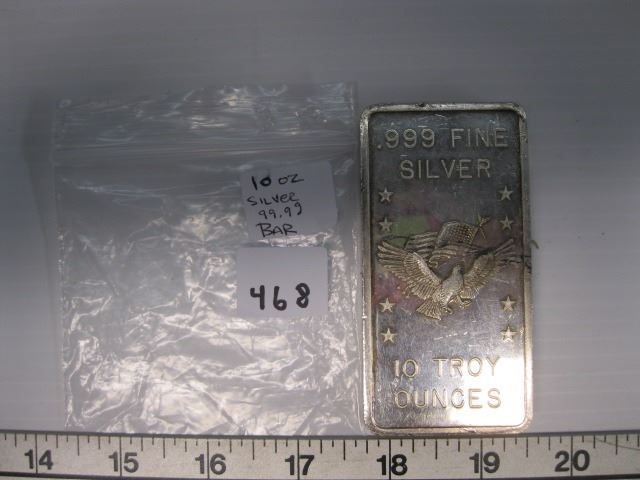 .999 FINE
SILVER
10 oz
SILVER
99.99
BAR
468
10 TROY
OUNCES
14 15 16 17 18 19 20